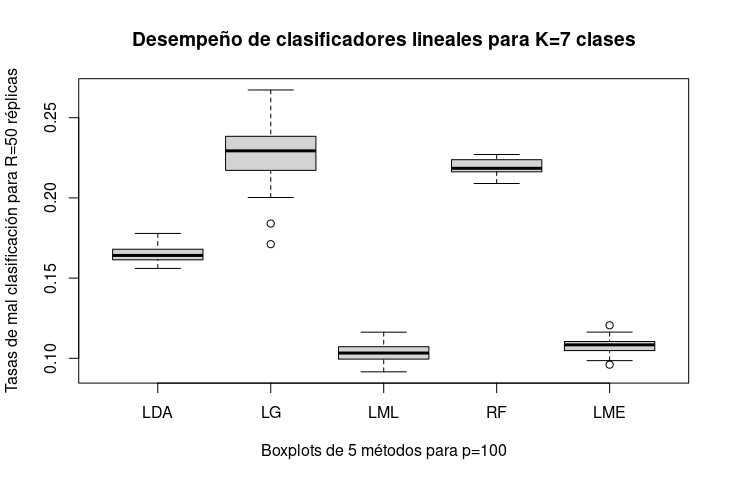 Desempeño de clasificadores lineales para K=7 clases
Tasas de mal clasificación para R=50 réplicas
0.25
0.20
0.15
0.10
LDA LG LML RF LME
Boxplots de 5 métodos para p=100